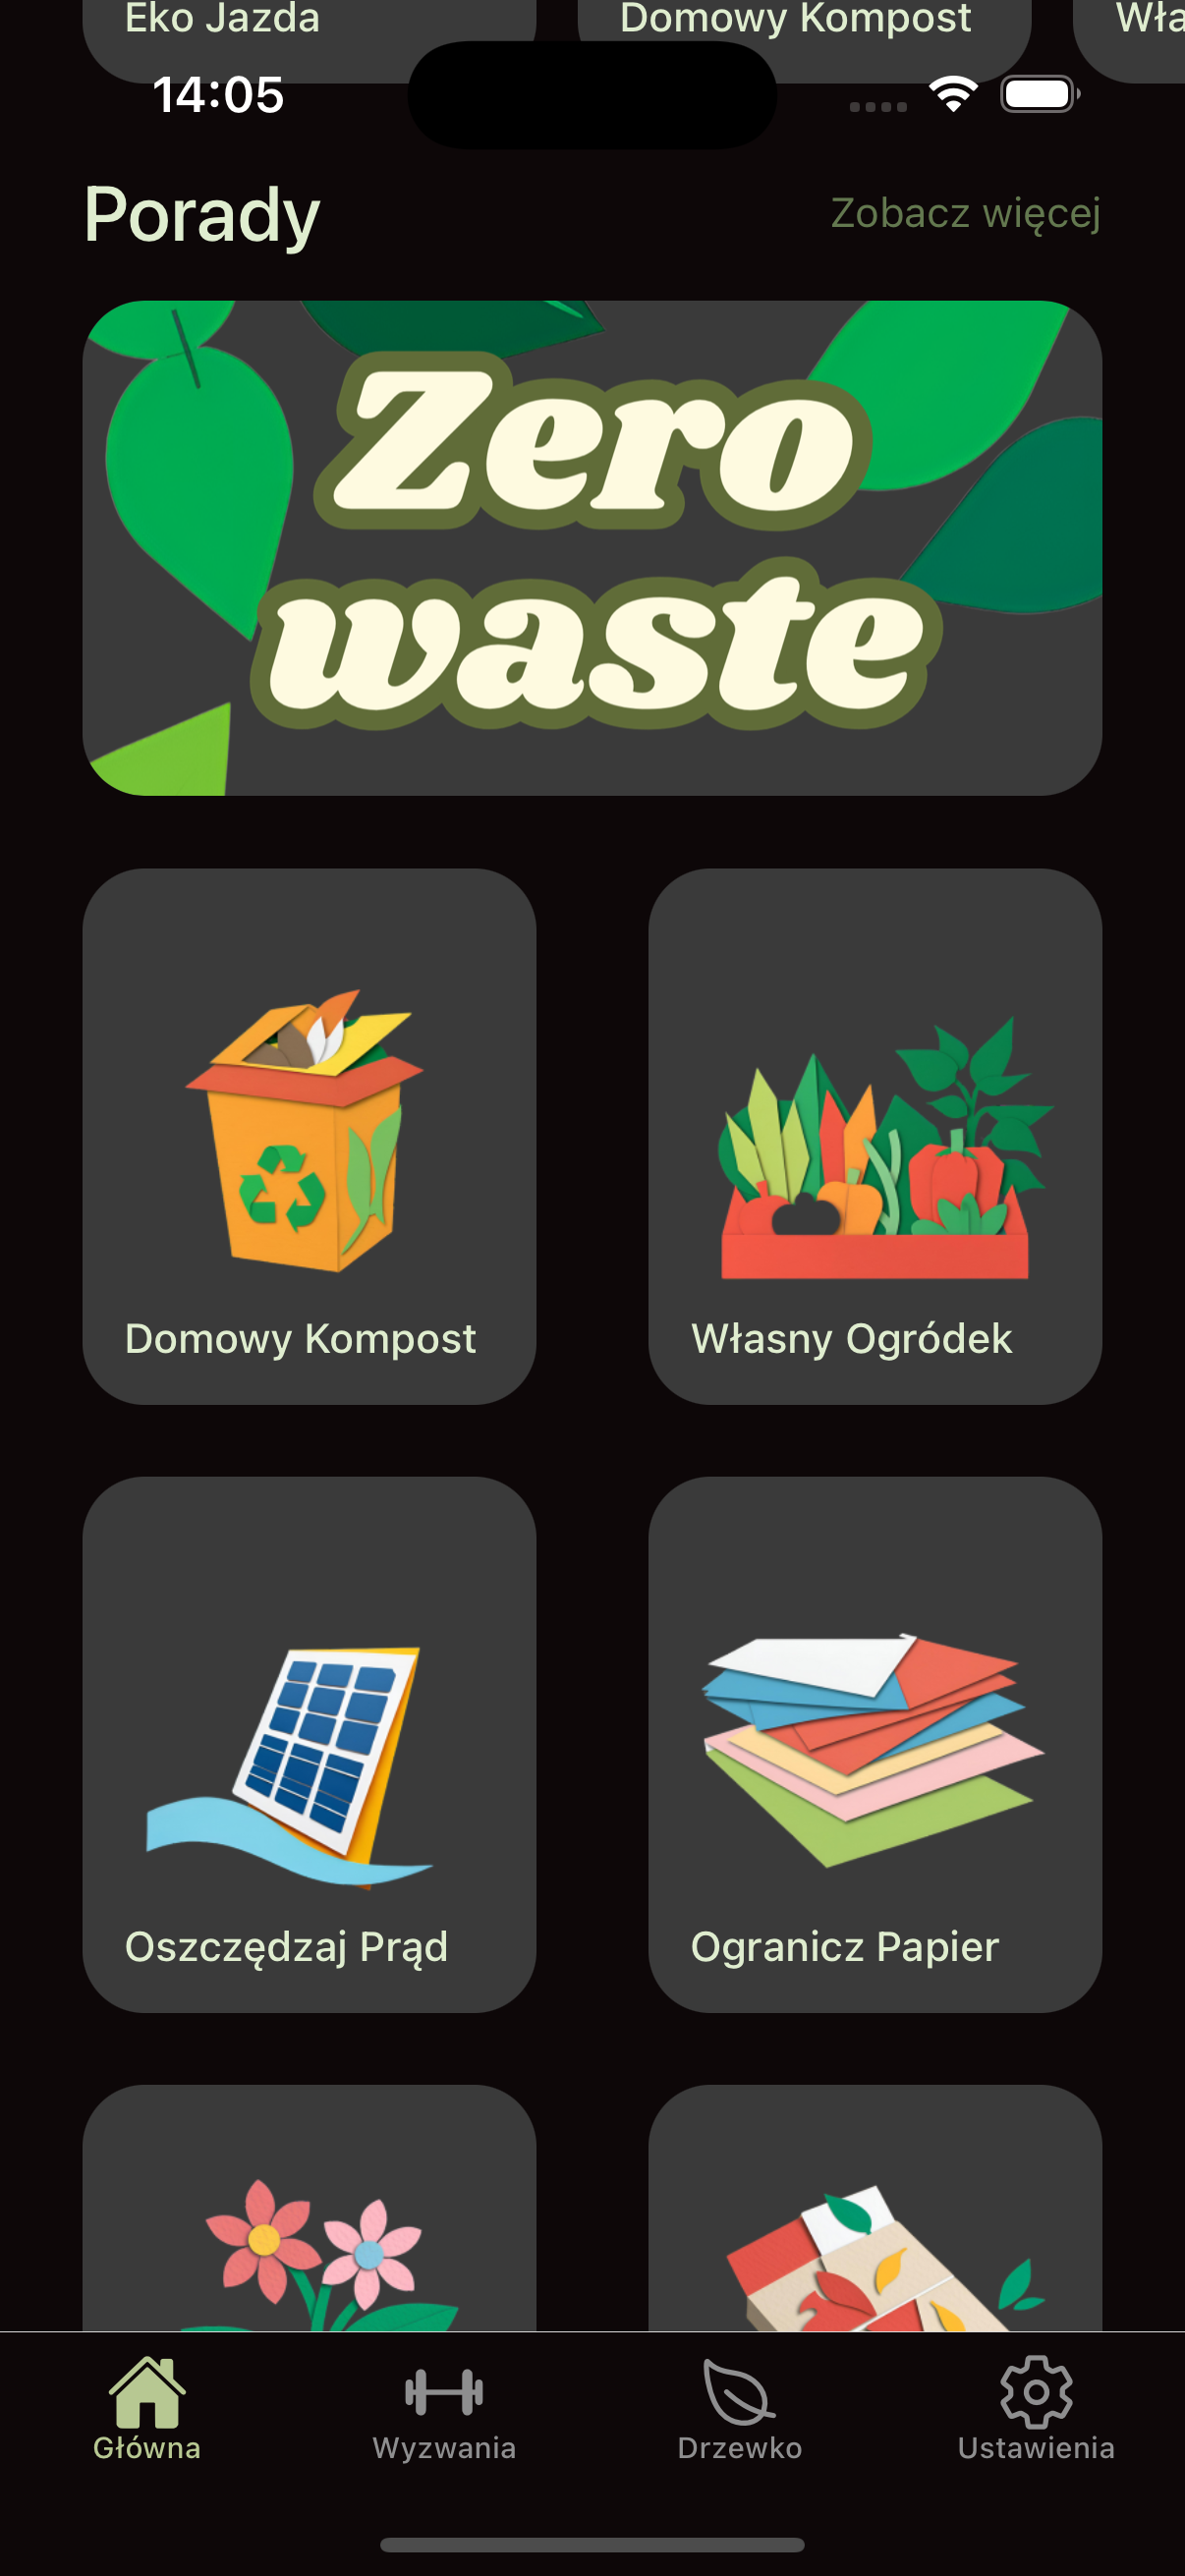 Eko Jazda
Domowy Kompost
14:05
Porady
Zobacz więcej
Zero
waste
Domowy Kompost
Własny Ogródek
Oszczędzaj Prąd
Ogranicz Papier
Główna
Wyzwania
Drzewko
Ustawienia